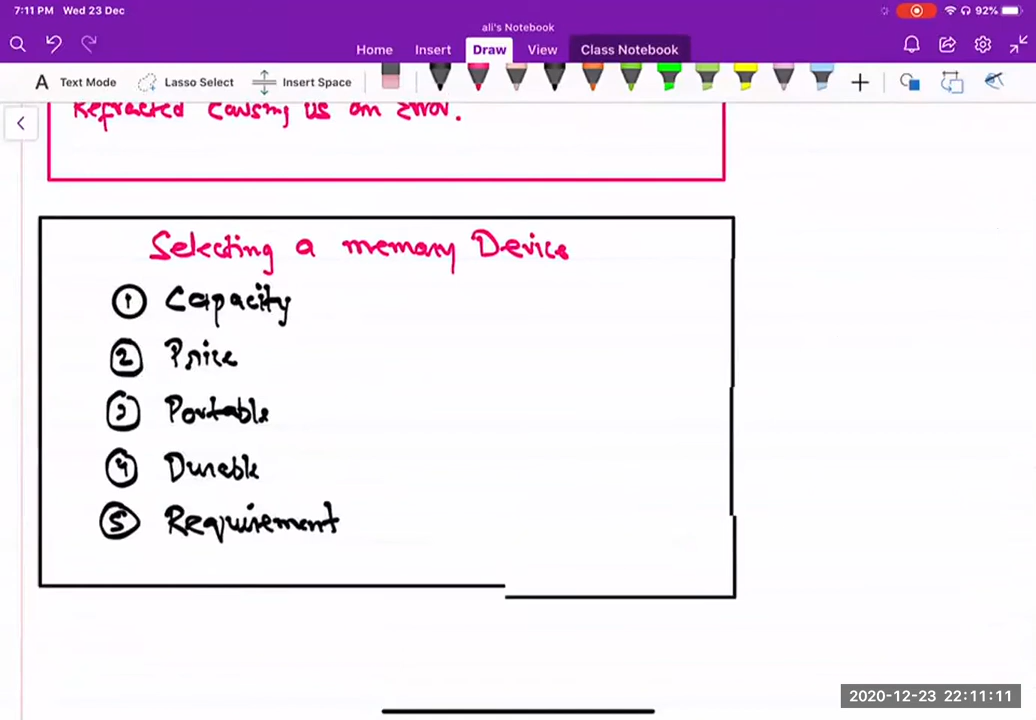 7:11 PM Wed 23 Dec
92%
ali's Notebook
Home Insert Draw View Class Notebook
A Text Mode Lasso Select Insert Space
Refracted causing us an error.
Selecting a memory Device
① Capacity
② Price
③ Portable
④ Durable
⑤ Requirement
2020-12-23 22:11:11